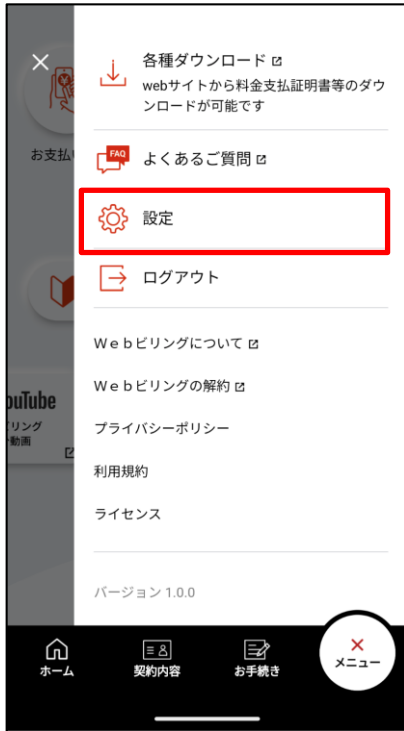 各種ダウンロード
webサイトから料金支払証明書等のダウ
ンロードが可能です
お支払
FAQ
よくあるご質問
設定
ログアウト
Ｗｅｂビリングについて
Ｗｅｂビリングの解約
ouTube
リング
動画
プライバシーポリシー
利用規約
ライセンス
バージョン 1.0.0
ホーム
契約内容
お手続き
メニュー